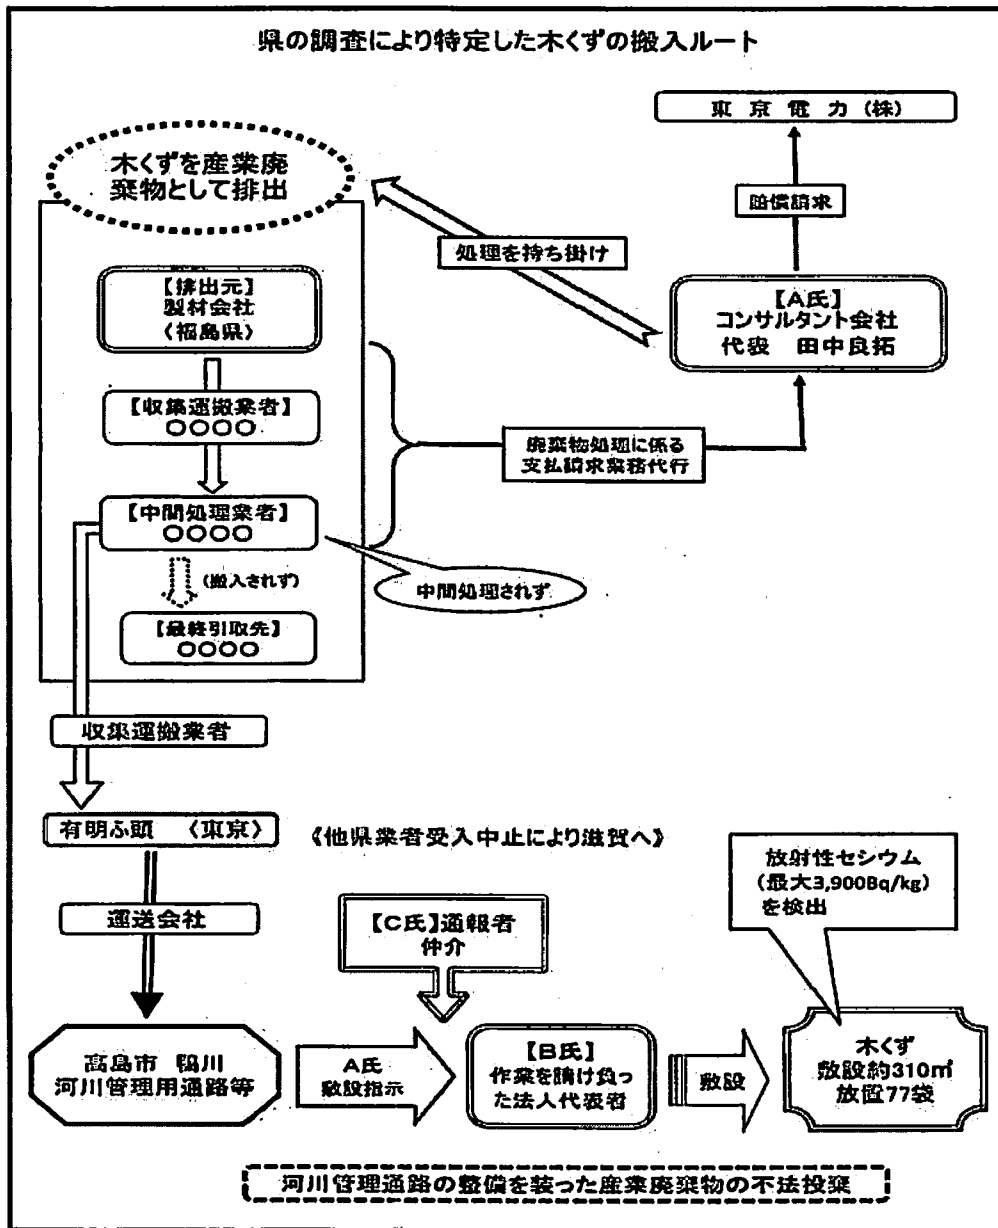 県の調査により特定した木くずの搬入ルート
東京電力(株)
木くずを産業廃
棄物として排出
賠償請求
処理を持ち掛け
【排出元】
製材会社
(福島県)
【A氏】
コンサルタント会社
代表 田中良拓
【収集運搬業者】
〇〇〇〇
廃棄物処理に係る
支払請求業務代行
【中間処理業者】
〇〇〇〇
(搬入されず)
中間処理されず
【最終引取先】
〇〇〇〇
収集運搬業者
有明ふ頭 〈東京〉
《他県業者受入中止により滋賀へ》
放射性セシウム
(最大3,900Bq/kg)
を検出
運送会社
【C氏】通報者
仲介
高島市 鴨川
河川管理用通路等
A氏
敷設指示
【B氏】
作業を請け負っ
た法人代表者
敷設
木くず
敷設約310㎥
放置77袋
河川管理通路の整備を装った産業廃棄物の不法投棄